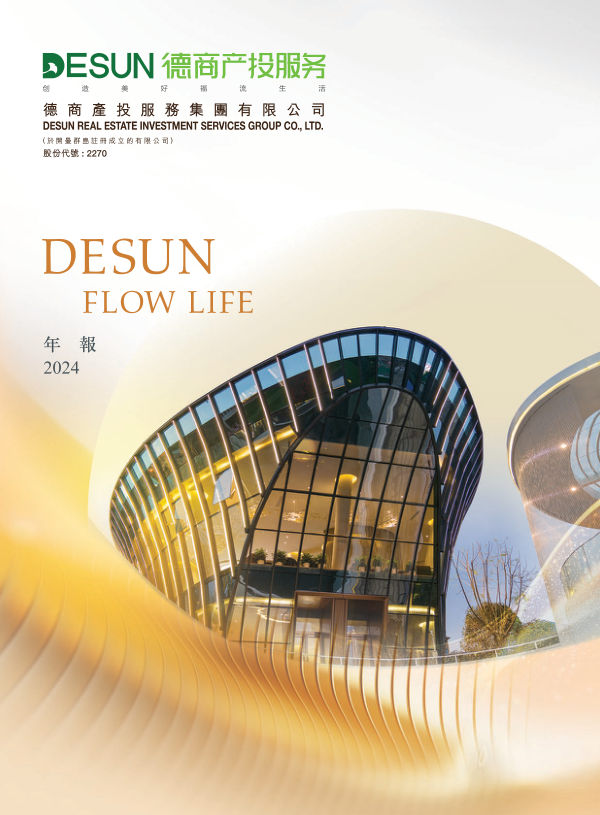 DESUN 德商产投服务
创造美好福流生活
德商產投服務集團有限公司
DESUN REAL ESTATE INVESTMENT SERVICES GROUP CO., LTD.
(於開曼群島註冊成立的有限公司)
股份代號 : 2270
DESUN
FLOW LIFE
年報
2024